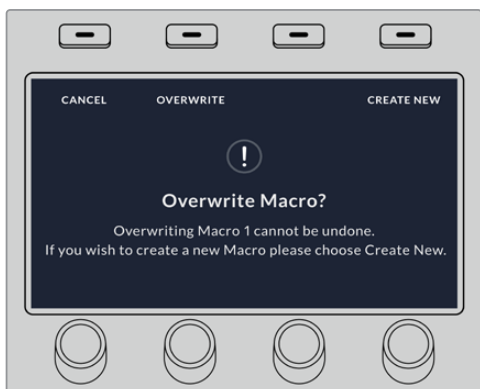 CANCEL OVERWRITE CREATE NEW
!
Overwrite Macro?
Overwriting Macro 1 cannot be undone.
If you wish to create a new Macro please choose Create New.